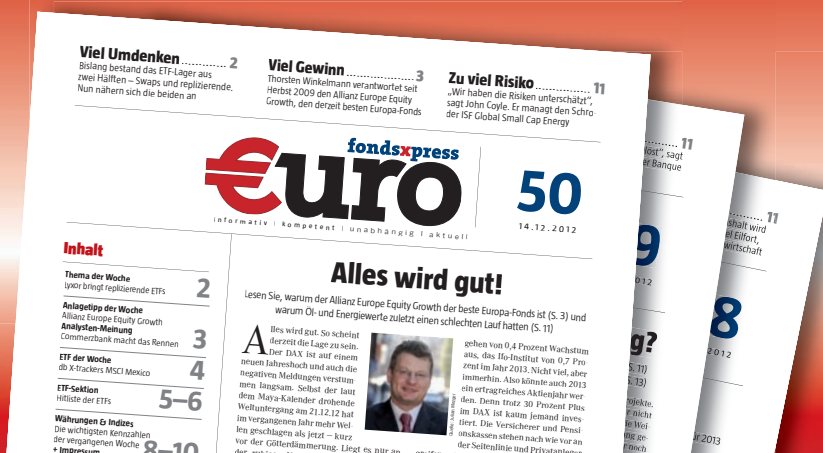 Viel Umdenken ............ 2
Bislang bestand das ETF-Lager aus
zwei Hälften – Swaps und replizierende.
Nun nähern sich die beiden an
Viel Gewinn .................. 3
Thorsten Winkelmann verantwortet seit
Herbst 2009 den Allianz Europe Equity
Growth, den derzeit besten Europa-Fonds
Zu viel Risiko ............... 11
„Wir haben die Risiken unterschätzt“,
sagt John Coyle. Er managt den Schro
der ISF Global Small Cap Energy
fondsxpress
€uro
informativ | kompetent | unabhängig | aktuell
50
14.12.2012
Inhalt
Thema der Woche
Lyxor bringt replizierende ETFs 2
Anlagetipp der Woche
Allianz Europe Equity Growth
Analysten-Meinung 3
Commerzbank macht das Rennen
ETF der Woche 4
db X-trackers MSCI Mexico
ETF-Sektion 5–6
Hitliste der ETFs
Währungen & Indizes
Die wichtigsten Kennzahlen
der vergangenen Woche 8–10
+ Impressum
Alles wird gut!
Lesen Sie, warum der Allianz Europe Equity Growth der beste Europa-Fonds ist (S. 3) und
warum Öl- und Energiewerte zuletzt einen schlechten Lauf hatten (S. 11)
Alles wird gut. So scheint
derzeit die Lage zu sein.
Der DAX ist auf einem
neuen Jahreshoch und auch die
negativen Meldungen verstum
men langsam. Selbst der laut
dem Maya-Kalender drohende
Weltuntergang am 21.12.12 hat
im vergangenen Jahr mehr Wel-
len geschlagen als jetzt – kurz
vor der Götterdämmerung. Liegt es nur an
gehen von 0,4 Prozent Wachstum
aus, das Ifo-Institut von 0,7 Pro
zent im Jahr 2013. Nicht viel, aber
immerhin. Also könnte auch 2013
ein ertragreiches Aktienjahr wer
den. Denn trotz 30 Prozent Plus
im DAX ist kaum jemand inves-
tiert. Die Versicherer und Pensi
onskassen stehen nach wie vor an
der Seitenlinie und Privatanleger
11
löst“, sagt
er Banque
9
012
g?
S. 11)
S. 13)
11
shalt wird
el Eilfort,
wirtschaft
8
2012
ür 2013